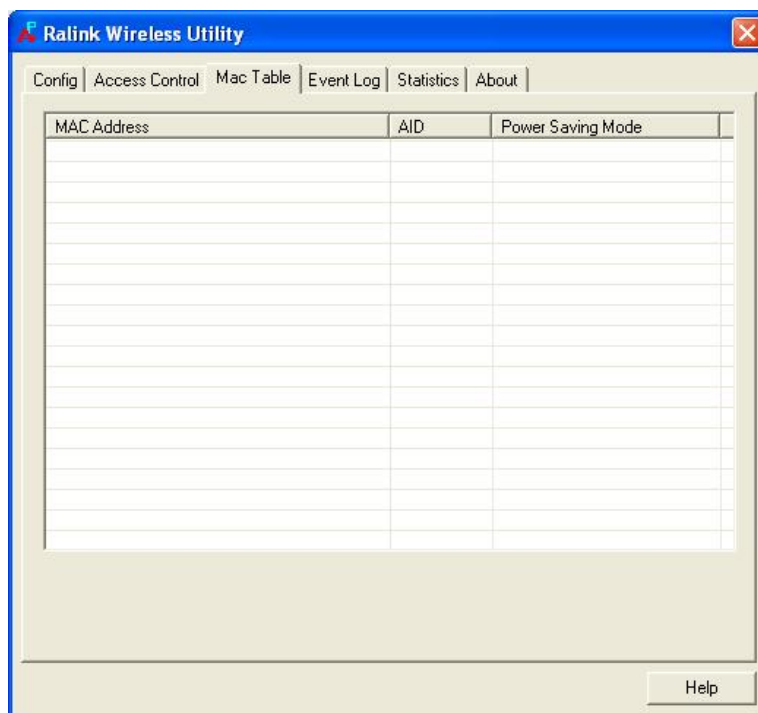 Ralink Wireless Utility
Config Access Control Mac Table Event Log Statistics About
MAC Address AID Power Saving Mode
Help